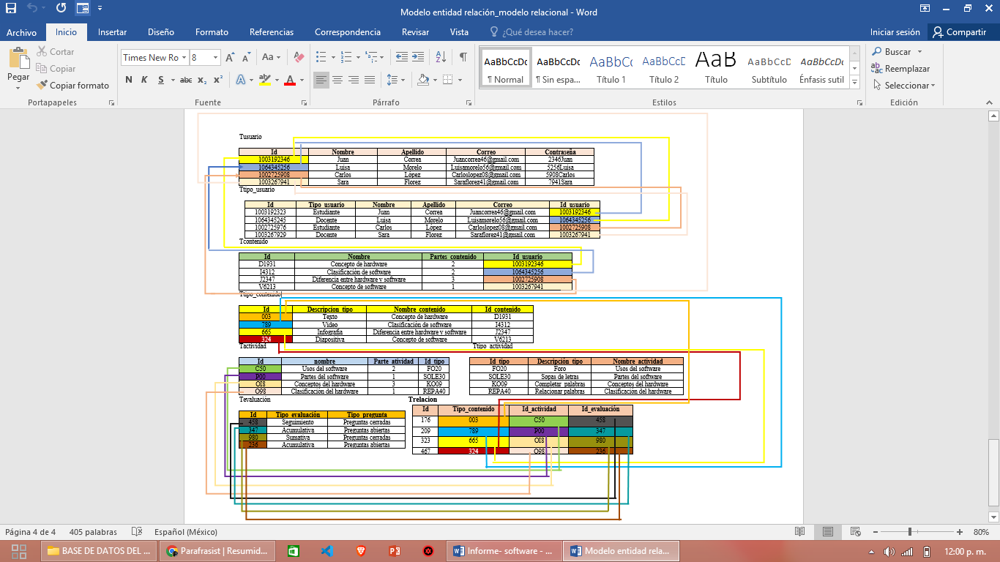 Modelo entidad relación_modelo relacional - Word
Archivo Inicio Insertar Diseño Formato Referencias Correspondencia Revisar Vista ¿Qué desea hacer? Iniciar sesión Compartir
Pegar
Cortar
Copiar
Copiar formato
Times New Ro 8
N K S abc x₂ x²
AaBbCcDc AaBbCcDc AaBbCcDc AaBbCcDc AaB AaBbCcD AaBbCcDc
¶ Normal ¶ Sin espa... Título 1 Título 2 Título Subtítulo Énfasis sutil
Buscar
Reemplazar
Seleccionar
Portapapeles Fuente Párrafo Estilos Edición
Tusuario
Id Nombre Apellido Correo Contraseña
1003192346 Juan Correa Juancorrea46@gmail.com 2346Juan
1064345256 Luisa Morelo Luisamorelo56@gmail.com 5256Luisa
1002725908 Carlos López Carloslopez08@gmail.com 5908Carlos
1003267941 Sara Florez Saraflorez41@gmail.com 7941Sara
Ttipo_usuario
Id Tipo_usuario Nombre Apellido Correo Id_usuario
1003192323 Estudiante Juan Correa Juancorrea46@gmail.com 1003192346
1064345245 Docente Luisa Morelo Luisamorelo56@gmail.com 1064345256
1002725976 Estudiante Carlos López Carloslopez08@gmail.com 1002725908
1003267929 Docente Sara Florez Saraflorez41@gmail.com 1003267941
Tcontenido
Id Nombre Partes_contenido Id_usuario
D1931 Concepto de hardware 2 1003192346
I4312 Clasificación de software 2 1064345256
J2347 Diferencia entre hardware y software 3 1002725908
V6213 Concepto de software 1 1003267941
Ttipo_contenido
Id Descripcion_tipo Nombre_contenido Id_contenido
003 Texto Concepto de hardware D1931
789 Video Clasificación de software I4312
665 Infografía Diferencia entre hardware y software J2347
324 Diapositiva Concepto de software V6213
Tactividad Ttipo_actividad
Id nombre Parte_atividad Id_tipo
C50 Usos del software 2 FO20
P00 Partes del software 1 SOLE30
OI8 Conceptos del hardware 3 KO09
O98 Clasificación del hardware 1 REPA40
Id_tipo Descripción_tipo Nombre_actividad
FO20 Foro Usos del software
SOLE30 Sopas de letras Partes del software
KO09 Completar palabras Conceptos del hardware
REPA40 Relacionar palabras Clasificación del hardware
Tevaluación Trelacion
Id Tipo_evaluación Tipo_pregunta
458 Seguimiento Preguntas cerradas
347 Acumulativa Preguntas abiertas
980 Sumativa Preguntas cerradas
236 Acumulativa Preguntas abiertas
Id Tipo_contenido Id_actividad Id_evaluación
176 003 C50 458
209 789 P00 347
323 665 OI8 980
467 324 O98 236
Página 4 de 4 405 palabras Español (México) 80%
BASE DE DATOS DEL ... Parafrasist | Resumid... Informe- software - ... Modelo entidad rela... 12:00 p. m.